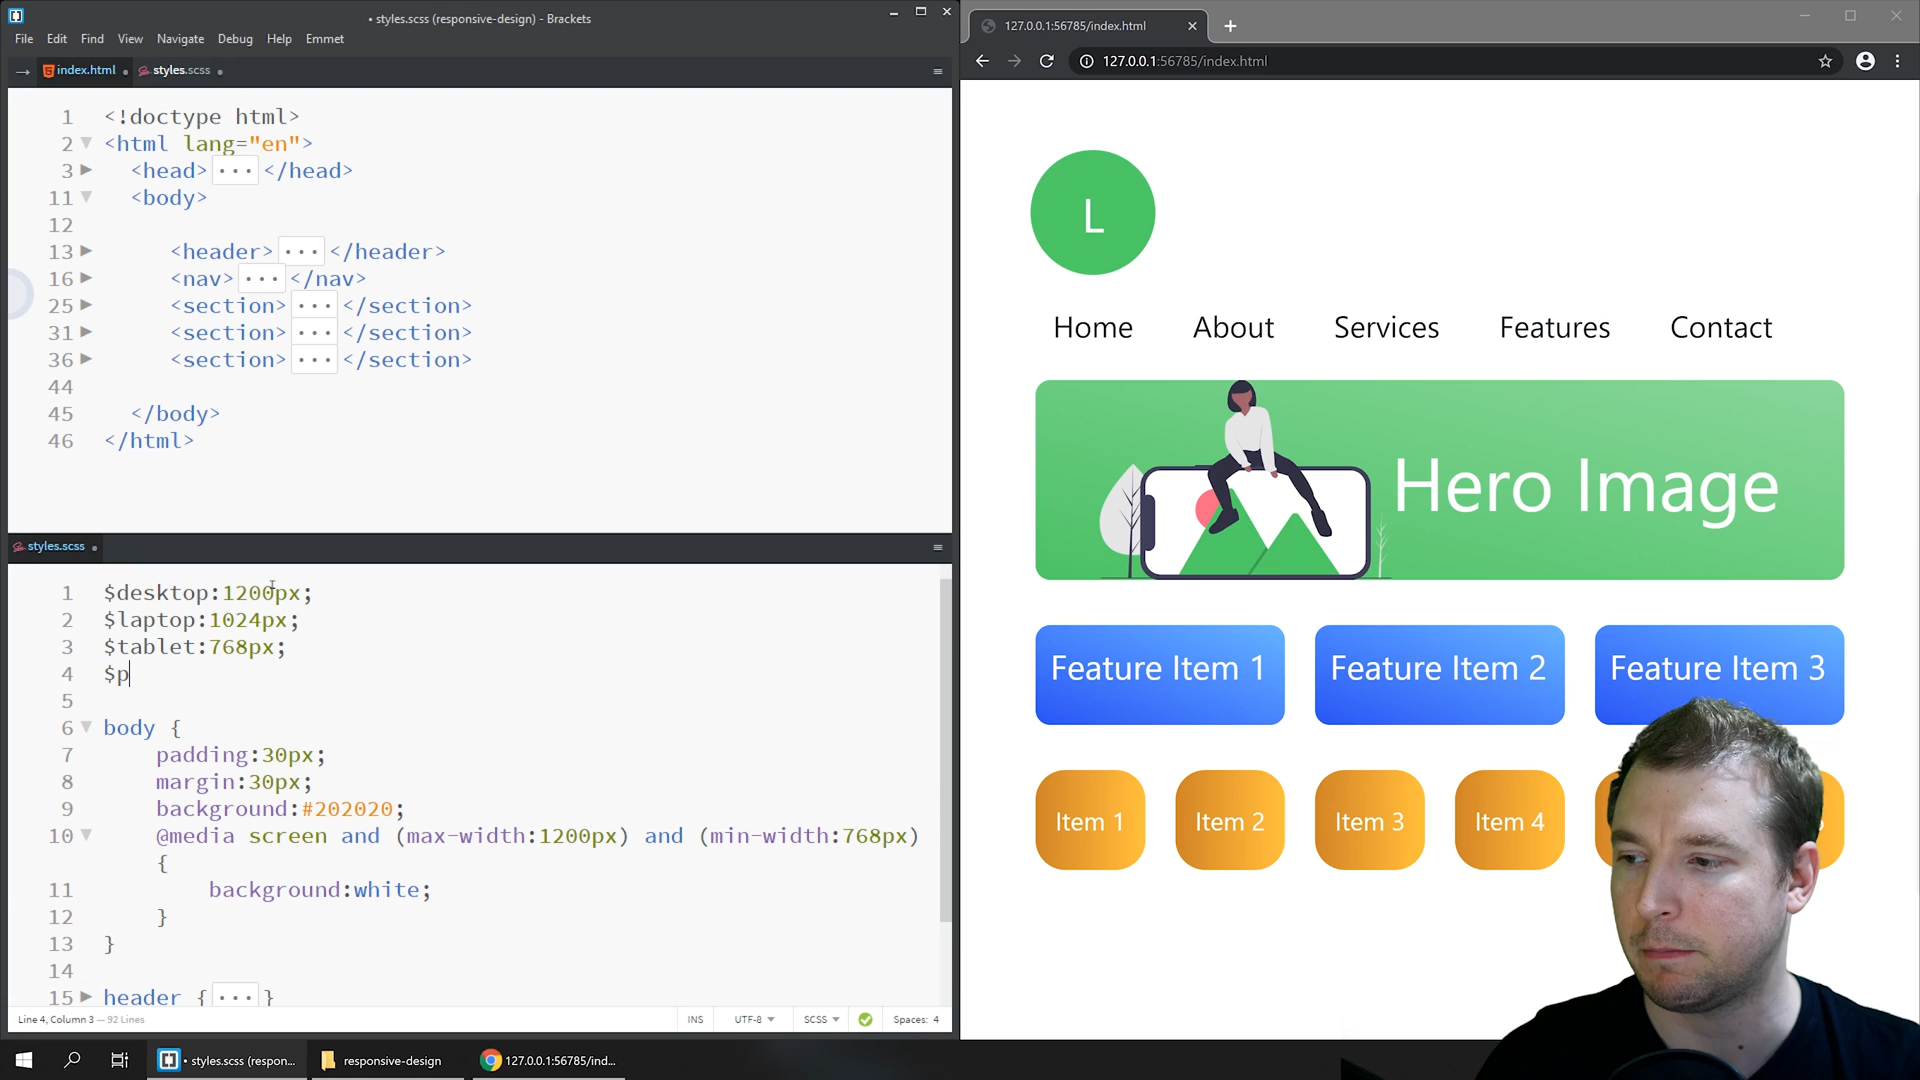 • styles.scss (responsive-design) - Brackets
File Edit Find View Navigate Debug Help Emmet
index.html • styles.scss •
1 <!doctype html>
2 <html lang="en">
3 <head> ••• </head>
11 <body>
12
13 <header> ••• </header>
16 <nav> ••• </nav>
25 <section> ••• </section>
31 <section> ••• </section>
36 <section> ••• </section>
44
45 </body>
46 </html>
styles.scss •
1 $desktop:1200px;
2 $laptop:1024px;
3 $tablet:768px;
4 $p
5
6 body {
7 padding:30px;
8 margin:30px;
9 background:#202020;
10 @media screen and (max-width:1200px) and (min-width:768px)
{
11 background:white;
12 }
13 }
14
15 header { ••• }
Line 4, Column 3 — 92 Lines INS UTF-8 SCSS Spaces: 4
• styles.scss (respon... responsive-design 127.0.0.1:56785/ind...
127.0.0.1:56785/index.html
127.0.0.1:56785/index.html
L
Home About Services Features Contact
Hero Image
Feature Item 1 Feature Item 2 Feature Item 3
Item 1 Item 2 Item 3 Item 4